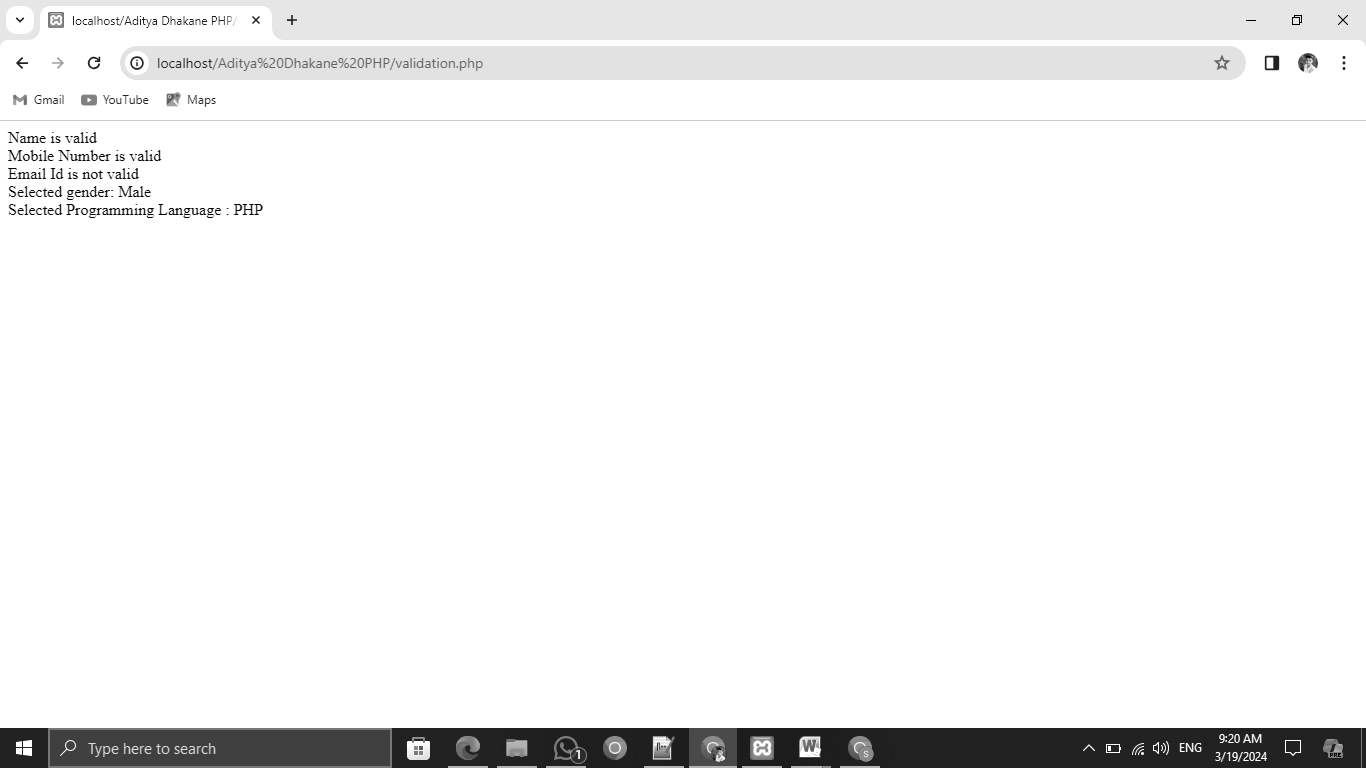 localhost/Aditya Dhakane PHP/
localhost/Aditya%20Dhakane%20PHP/validation.php
Gmail YouTube Maps
Name is valid
Mobile Number is valid
Email Id is not valid
Selected gender: Male
Selected Programming Language : PHP
Type here to search
1
W
S
ENG
9:20 AM
3/19/2024
PRE